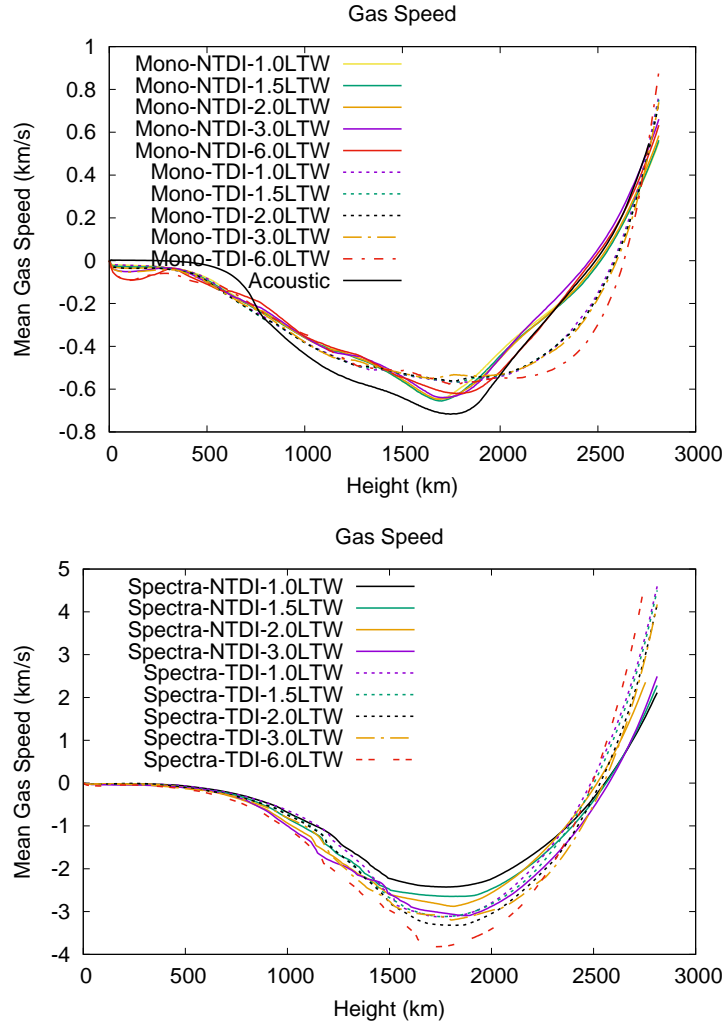 Gas Speed
1
0.8
0.6
0.4
0.2
0
-0.2
-0.4
-0.6
-0.8
Mean Gas Speed (km/s)
Mono-NTDI-1.0LTW
Mono-NTDI-1.5LTW
Mono-NTDI-2.0LTW
Mono-NTDI-3.0LTW
Mono-NTDI-6.0LTW
Mono-TDI-1.0LTW
Mono-TDI-1.5LTW
Mono-TDI-2.0LTW
Mono-TDI-3.0LTW
Mono-TDI-6.0LTW
Acoustic
0 500 1000 1500 2000 2500 3000
Height (km)
Gas Speed
5
4
3
2
1
0
-1
-2
-3
-4
Mean Gas Speed (km/s)
Spectra-NTDI-1.0LTW
Spectra-NTDI-1.5LTW
Spectra-NTDI-2.0LTW
Spectra-NTDI-3.0LTW
Spectra-TDI-1.0LTW
Spectra-TDI-1.5LTW
Spectra-TDI-2.0LTW
Spectra-TDI-3.0LTW
Spectra-TDI-6.0LTW
0 500 1000 1500 2000 2500 3000
Height (km)